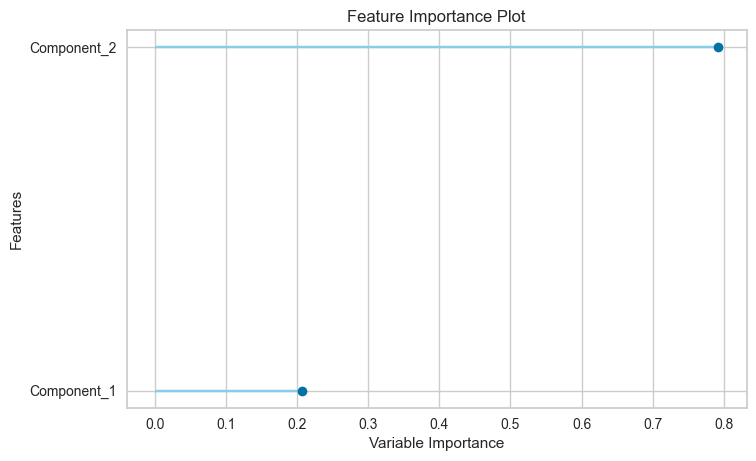 Feature Importance Plot
Component_2
Features
Component_1
0.0 0.1 0.2 0.3 0.4 0.5 0.6 0.7 0.8
Variable Importance